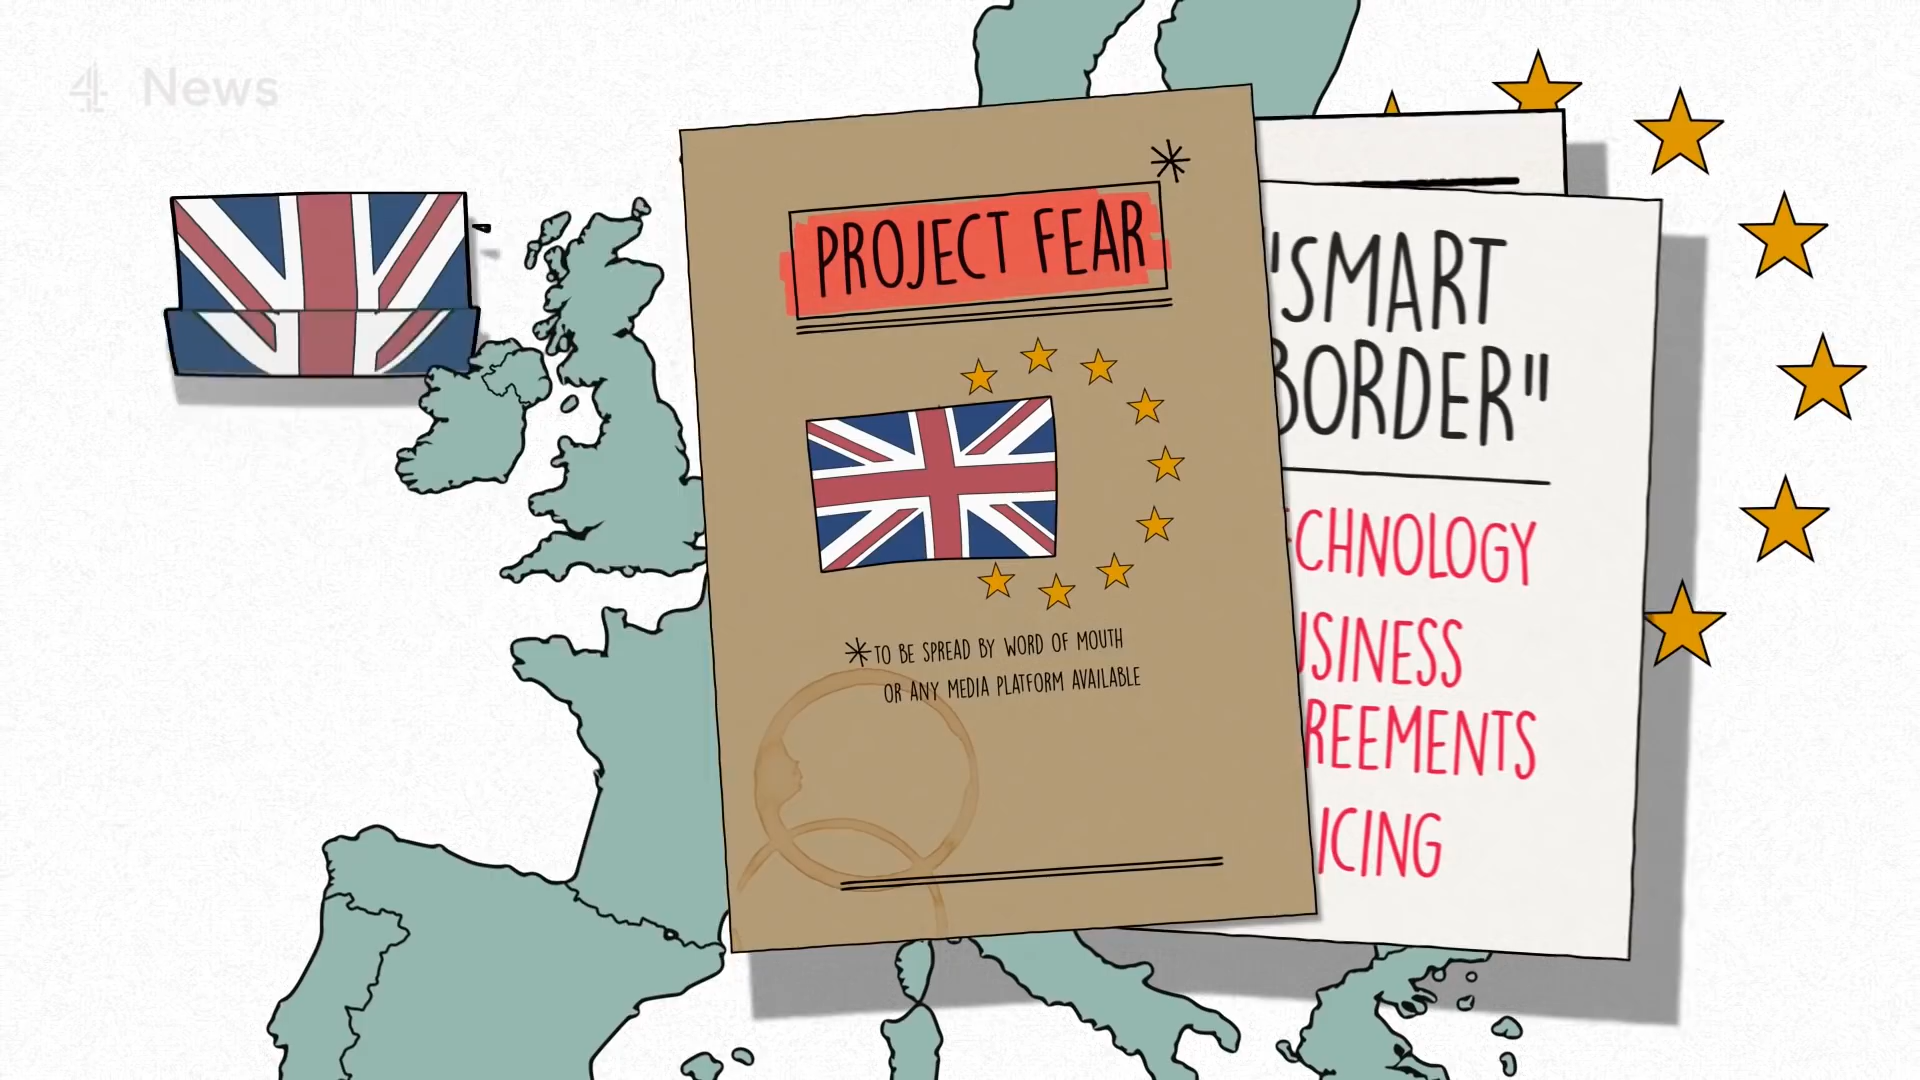 4 News
PROJECT FEAR
*TO BE SPREAD BY WORD OF MOUTH
OR ANY MEDIA PLATFORM AVAILABLE
"SMART
BORDER"
CHNOLOGY
USINESS
REEMENTS
ICING